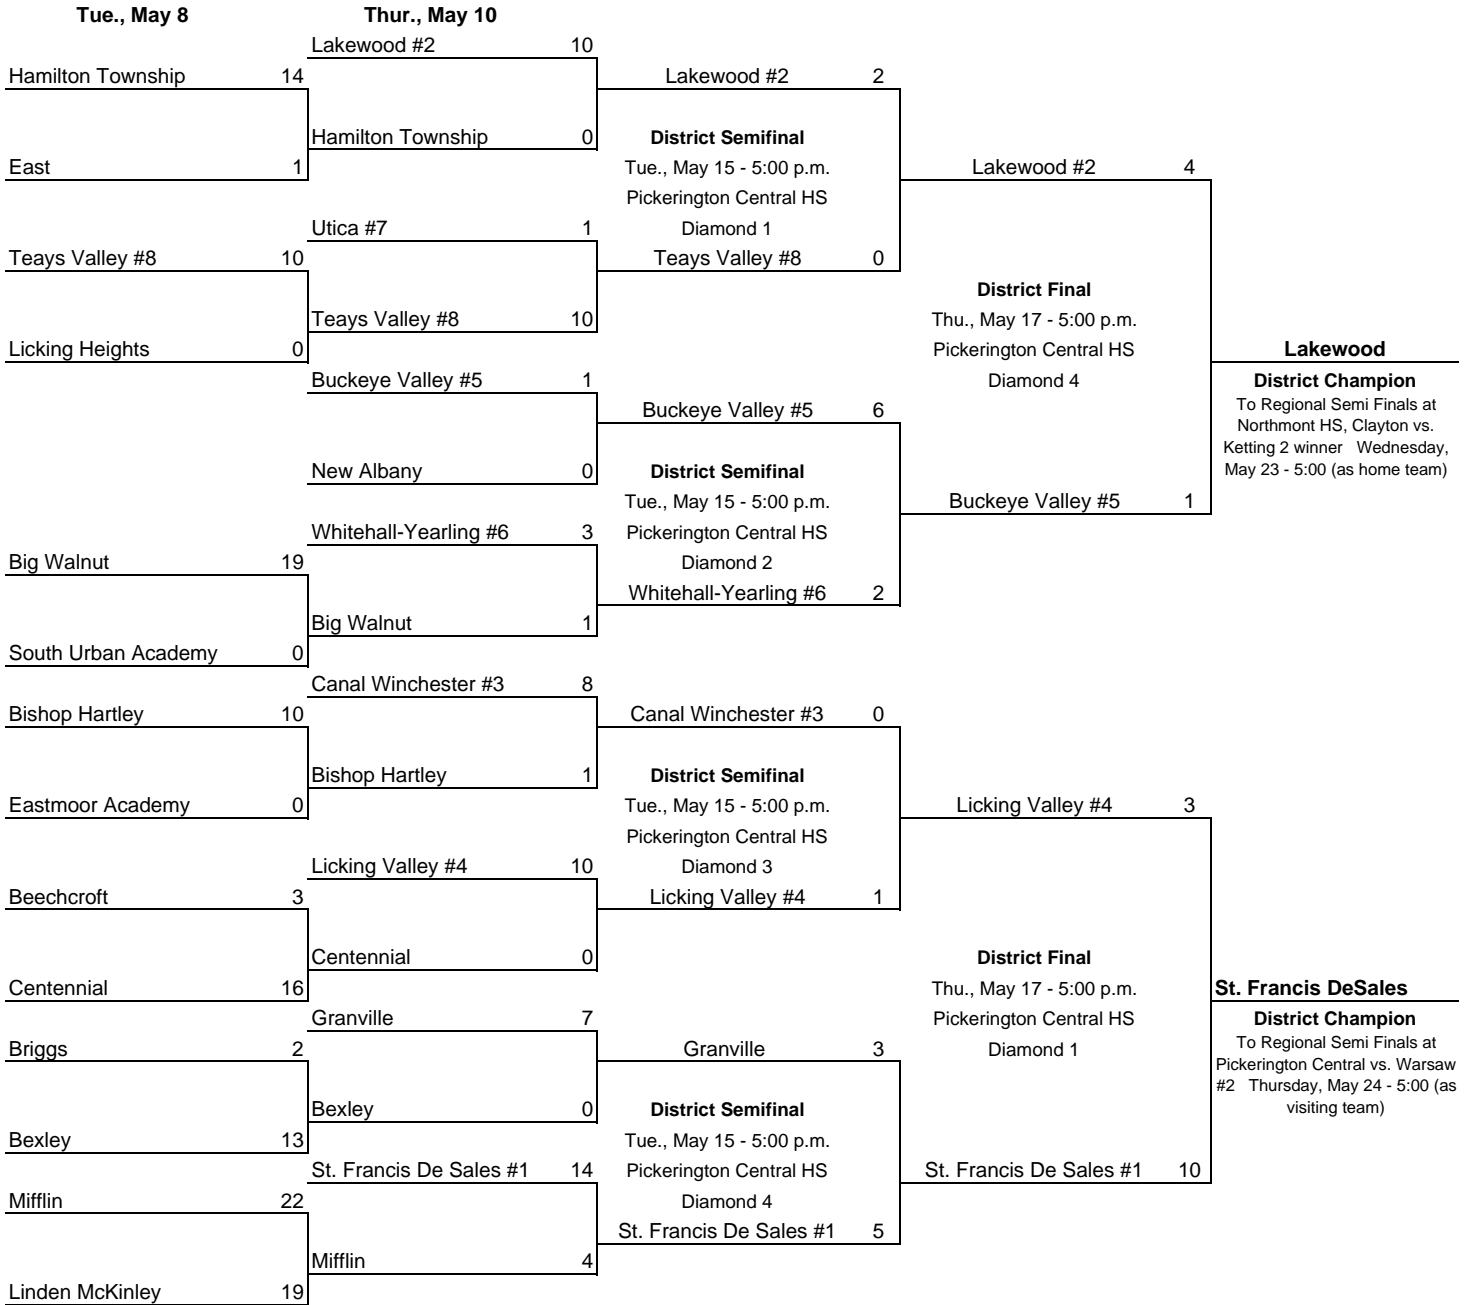 Tue., May 8
Thur., May 10
Lakewood #2 10
Hamilton Township 14
Lakewood #2 2
Hamilton Township 0
District Semifinal
East 1
Tue., May 15 - 5:00 p.m.
Lakewood #2 4
Pickerington Central HS
Utica #7 1
Diamond 1
Teays Valley #8 10
Teays Valley #8 0
District Final
Teays Valley #8 10
Thu., May 17 - 5:00 p.m.
Licking Heights 0
Pickerington Central HS
Lakewood
Buckeye Valley #5 1
Diamond 4
District Champion
Buckeye Valley #5 6
To Regional Semi Finals at
Northmont HS, Clayton vs.
Ketting 2 winner Wednesday,
May 23 - 5:00 (as home team)
New Albany 0
District Semifinal
Tue., May 15 - 5:00 p.m.
Buckeye Valley #5 1
Whitehall-Yearling #6 3
Pickerington Central HS
Big Walnut 19
Diamond 2
Whitehall-Yearling #6 2
Big Walnut 1
South Urban Academy 0
Canal Winchester #3 8
Bishop Hartley 10
Canal Winchester #3 0
Bishop Hartley 1
District Semifinal
Eastmoor Academy 0
Tue., May 15 - 5:00 p.m.
Licking Valley #4 3
Pickerington Central HS
Licking Valley #4 10
Diamond 3
Beechcroft 3
Licking Valley #4 1
Centennial 0
District Final
Centennial 16
Thu., May 17 - 5:00 p.m.
St. Francis DeSales
Granville 7
Pickerington Central HS
District Champion
Briggs 2
Granville 3
Diamond 1
To Regional Semi Finals at
Pickerington Central vs. Warsaw
#2 Thursday, May 24 - 5:00 (as
visiting team)
Bexley 0
District Semifinal
Bexley 13
Tue., May 15 - 5:00 p.m.
St. Francis De Sales #1 14
Pickerington Central HS
St. Francis De Sales #1 10
Mifflin 22
Diamond 4
St. Francis De Sales #1 5
Mifflin 4
Linden McKinley 19